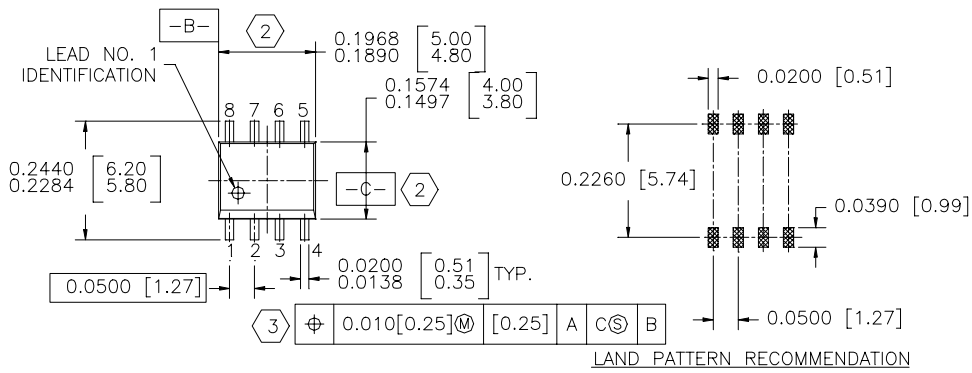 -B-
2
LEAD NO. 1
IDENTIFICATION
0.1968 [5.00]
0.1890 [4.80]
0.1574 [4.00]
0.1497 [3.80]
8 7 6 5
0.2440 [6.20]
0.2284 [5.80]
-C- 2
1 2 3 4
0.0500 [1.27]
0.0200 [0.51]
0.0138 [0.35] TYP.
3 ⌖ 0.010[0.25]Ⓜ [0.25] A CⓈ B
0.0200 [0.51]
0.2260 [5.74]
0.0390 [0.99]
0.0500 [1.27]
LAND PATTERN RECOMMENDATION